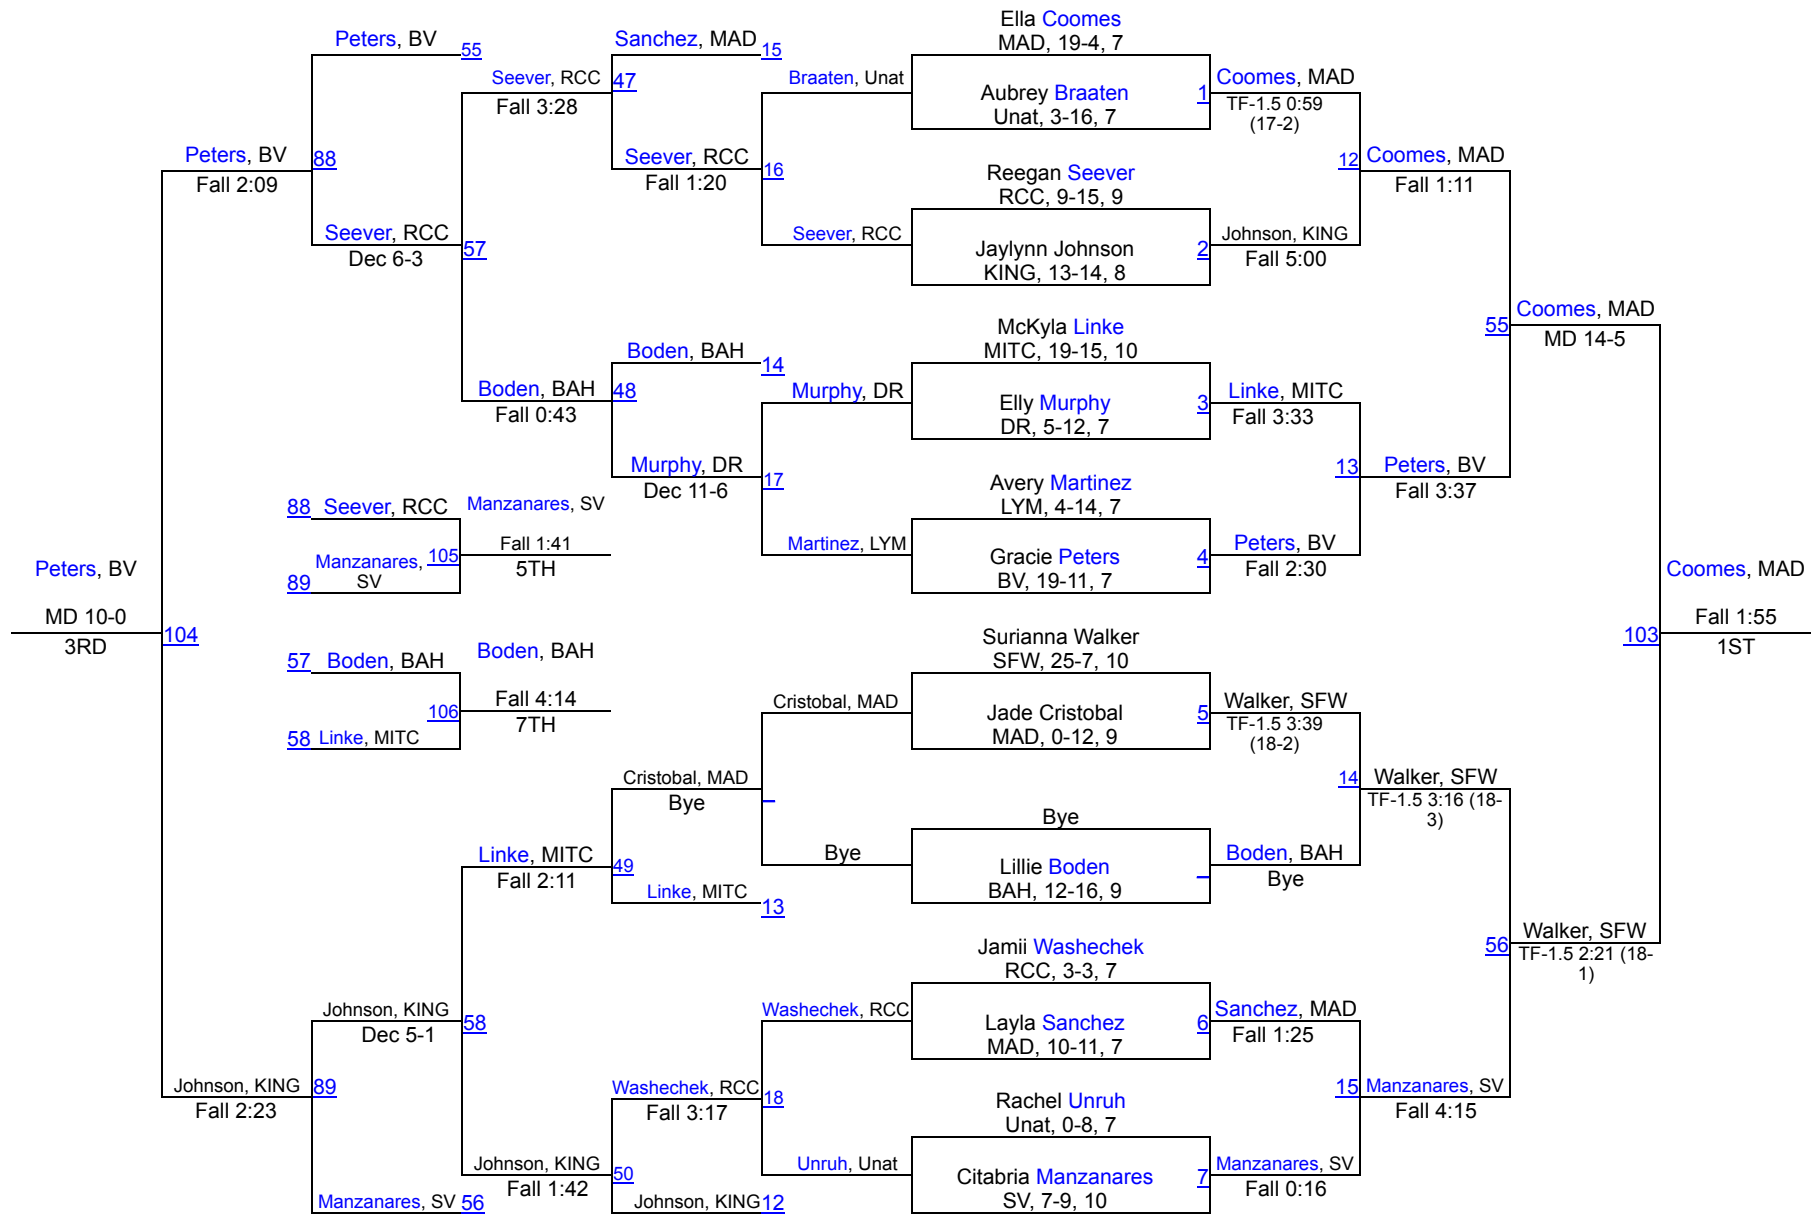 Ella Coomes
MAD, 19-4, 7
Peters, BV
55
Sanchez, MAD
15
Seever, RCC
47
Braaten, Unat
Coomes, MAD
Fall 3:28
Aubrey Braaten
Unat, 3-16, 7
1
TF-1.5 0:59
(17-2)
Peters, BV
88
Seever, RCC
16
12
Coomes, MAD
Fall 2:09
Fall 1:20
Reegan Seever
RCC, 9-15, 9
Fall 1:11
Seever, RCC
57
Seever, RCC
Johnson, KING
Dec 6-3
Jaylynn Johnson
KING, 13-14, 8
2
Fall 5:00
McKyla Linke
MITC, 19-15, 10
55
Coomes, MAD
MD 14-5
Boden, BAH
14
Boden, BAH
48
Murphy, DR
Linke, MITC
Fall 0:43
Elly Murphy
DR, 5-12, 7
3
Fall 3:33
Murphy, DR
17
13
Peters, BV
Dec 11-6
Avery Martinez
LYM, 4-14, 7
Fall 3:37
88
Seever, RCC
Manzanares, SV
Manzanares,
SV
105
Fall 1:41
5TH
89
Martinez, LYM
Gracie Peters
BV, 19-11, 7
4
Peters, BV
Fall 2:30
Peters, BV
Coomes, MAD
MD 10-0
3RD
104
103
Fall 1:55
1ST
Surianna Walker
SFW, 25-7, 10
57
Boden, BAH
Boden, BAH
106
Fall 4:14
7TH
58
Linke, MITC
Cristobal, MAD
Jade Cristobal
MAD, 0-12, 9
5
Walker, SFW
TF-1.5 3:39
(18-2)
Cristobal, MAD
Bye
14
Walker, SFW
TF-1.5 3:16 (18-
3)
Bye
Linke, MITC
49
Bye
Lillie Boden
BAH, 12-16, 9
Boden, BAH
Fall 2:11
Bye
Linke, MITC
13
Jamii Washechek
RCC, 3-3, 7
56
Walker, SFW
TF-1.5 2:21 (18-
1)
Johnson, KING
58
Washechek, RCC
Sanchez, MAD
Dec 5-1
Layla Sanchez
MAD, 10-11, 7
6
Fall 1:25
Johnson, KING
89
Washechek, RCC
18
15
Manzanares, SV
Fall 2:23
Fall 3:17
Rachel Unruh
Unat, 0-8, 7
Fall 4:15
Johnson, KING
50
Unruh, Unat
Manzanares, SV
Fall 1:42
Citabria Manzanares
SV, 7-9, 10
7
Fall 0:16
Manzanares, SV
56
Johnson, KING
12